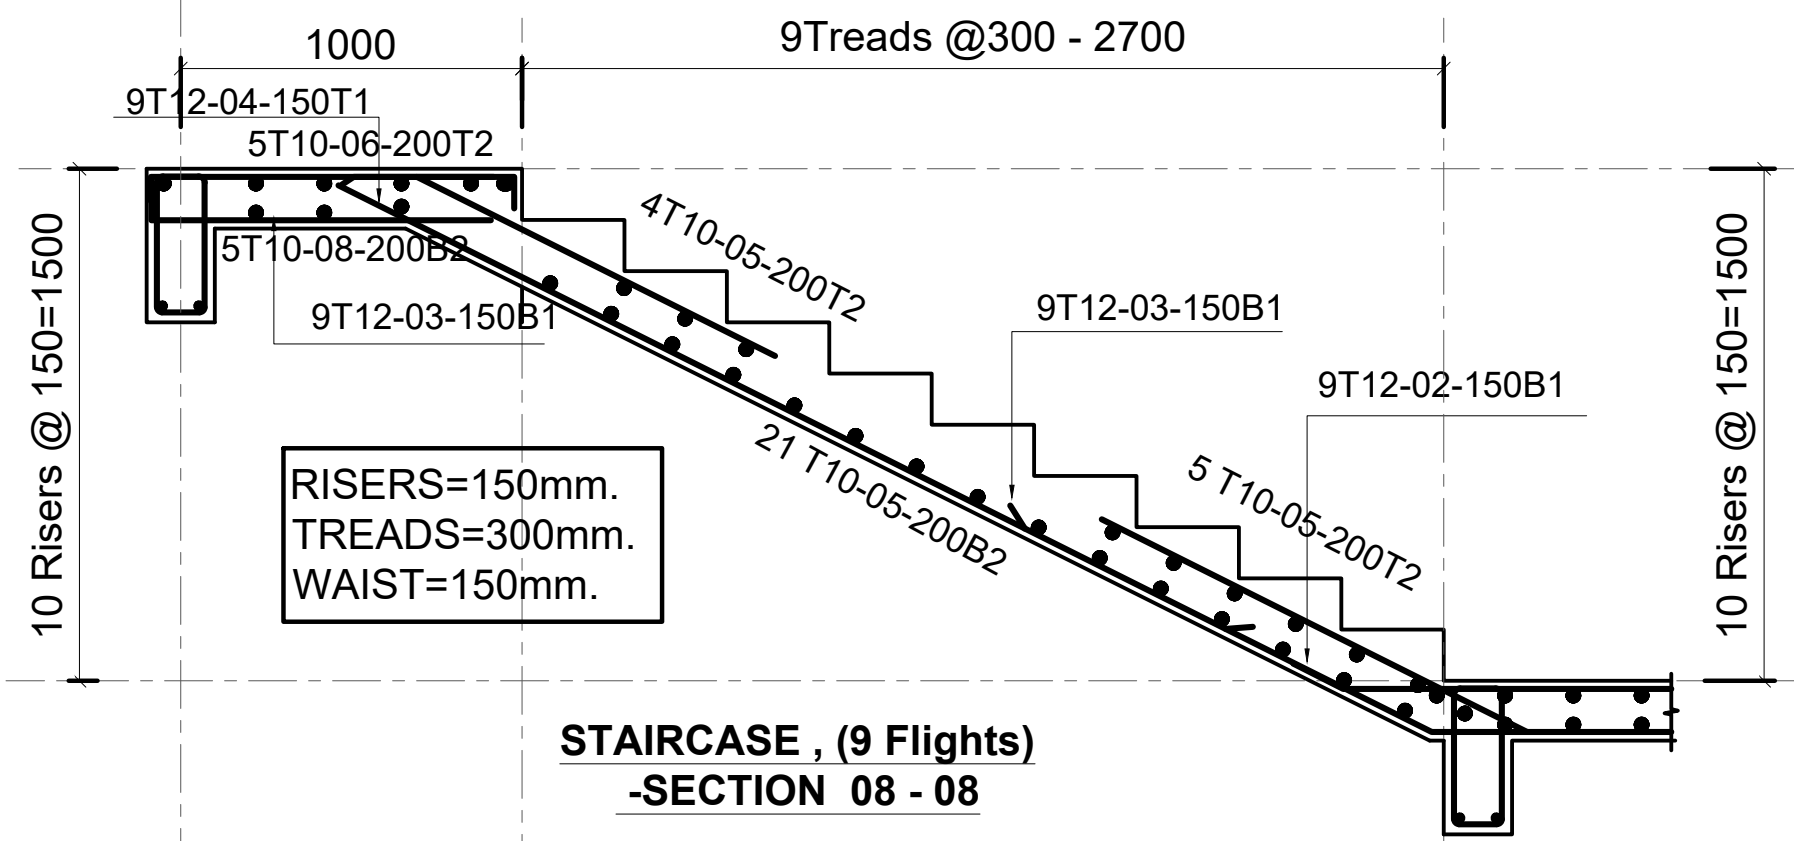 1000
9Treads @300 - 2700
9T12-04-150T1
5T10-06-200T2
4T10-05-200T2
5T10-08-200B2
9T12-03-150B1
9T12-03-150B1
9T12-02-150B1
10 Risers @ 150=1500
10 Risers @ 150=1500
21 T10-05-200B2
5 T10-05-200T2
RISERS=150mm.
TREADS=300mm.
WAIST=150mm.
STAIRCASE , (9 Flights)
-SECTION 08 - 08